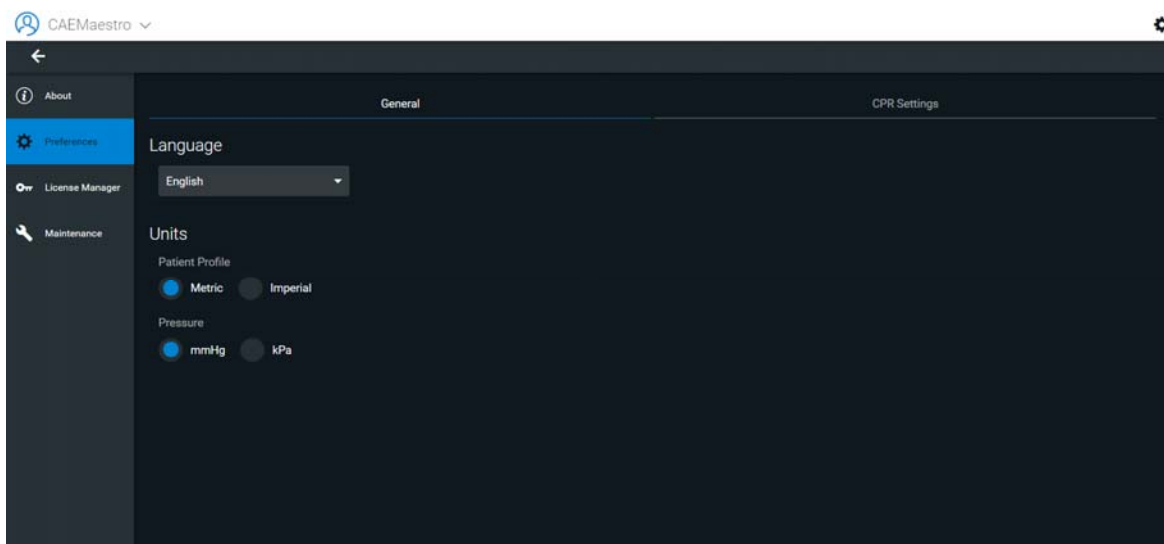 CAEMaestro
About
Preferences
License Manager
Maintenance
General
CPR Settings
Language
English
Units
Patient Profile
Metric
Imperial
Pressure
mmHg
kPa